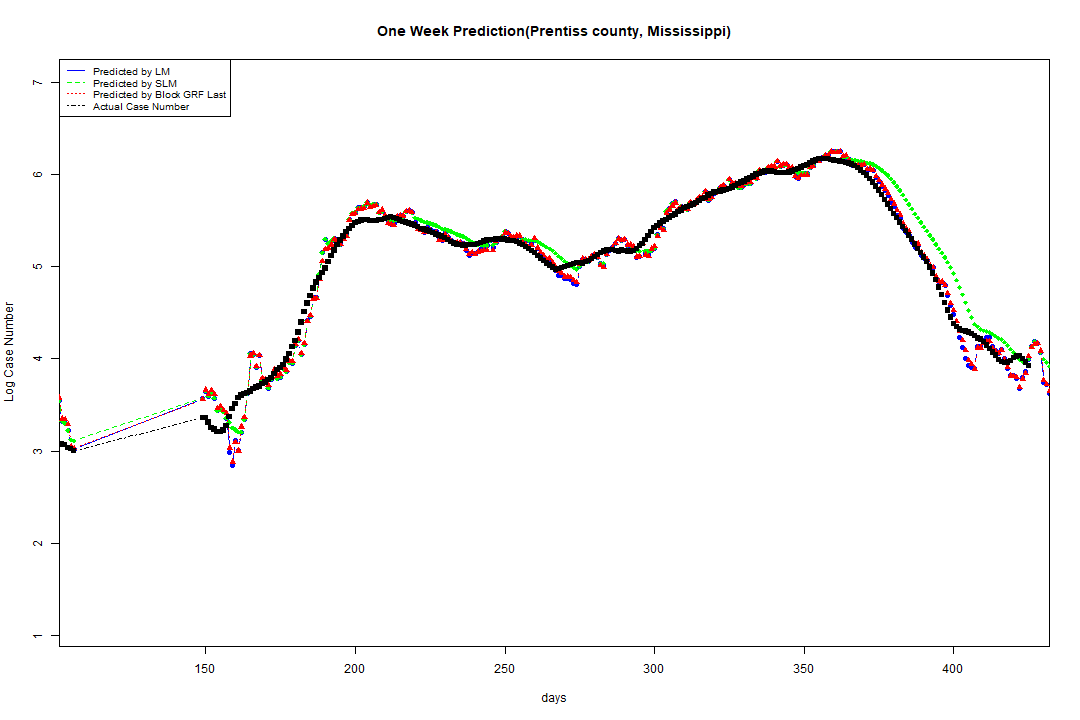 One Week Prediction(Prentiss county, Mississippi)
Predicted by LM
Predicted by SLM
Predicted by Block GRF Last
Actual Case Number
7
6
5
4
3
2
1
Log Case Number
150
200
250
300
350
400
days